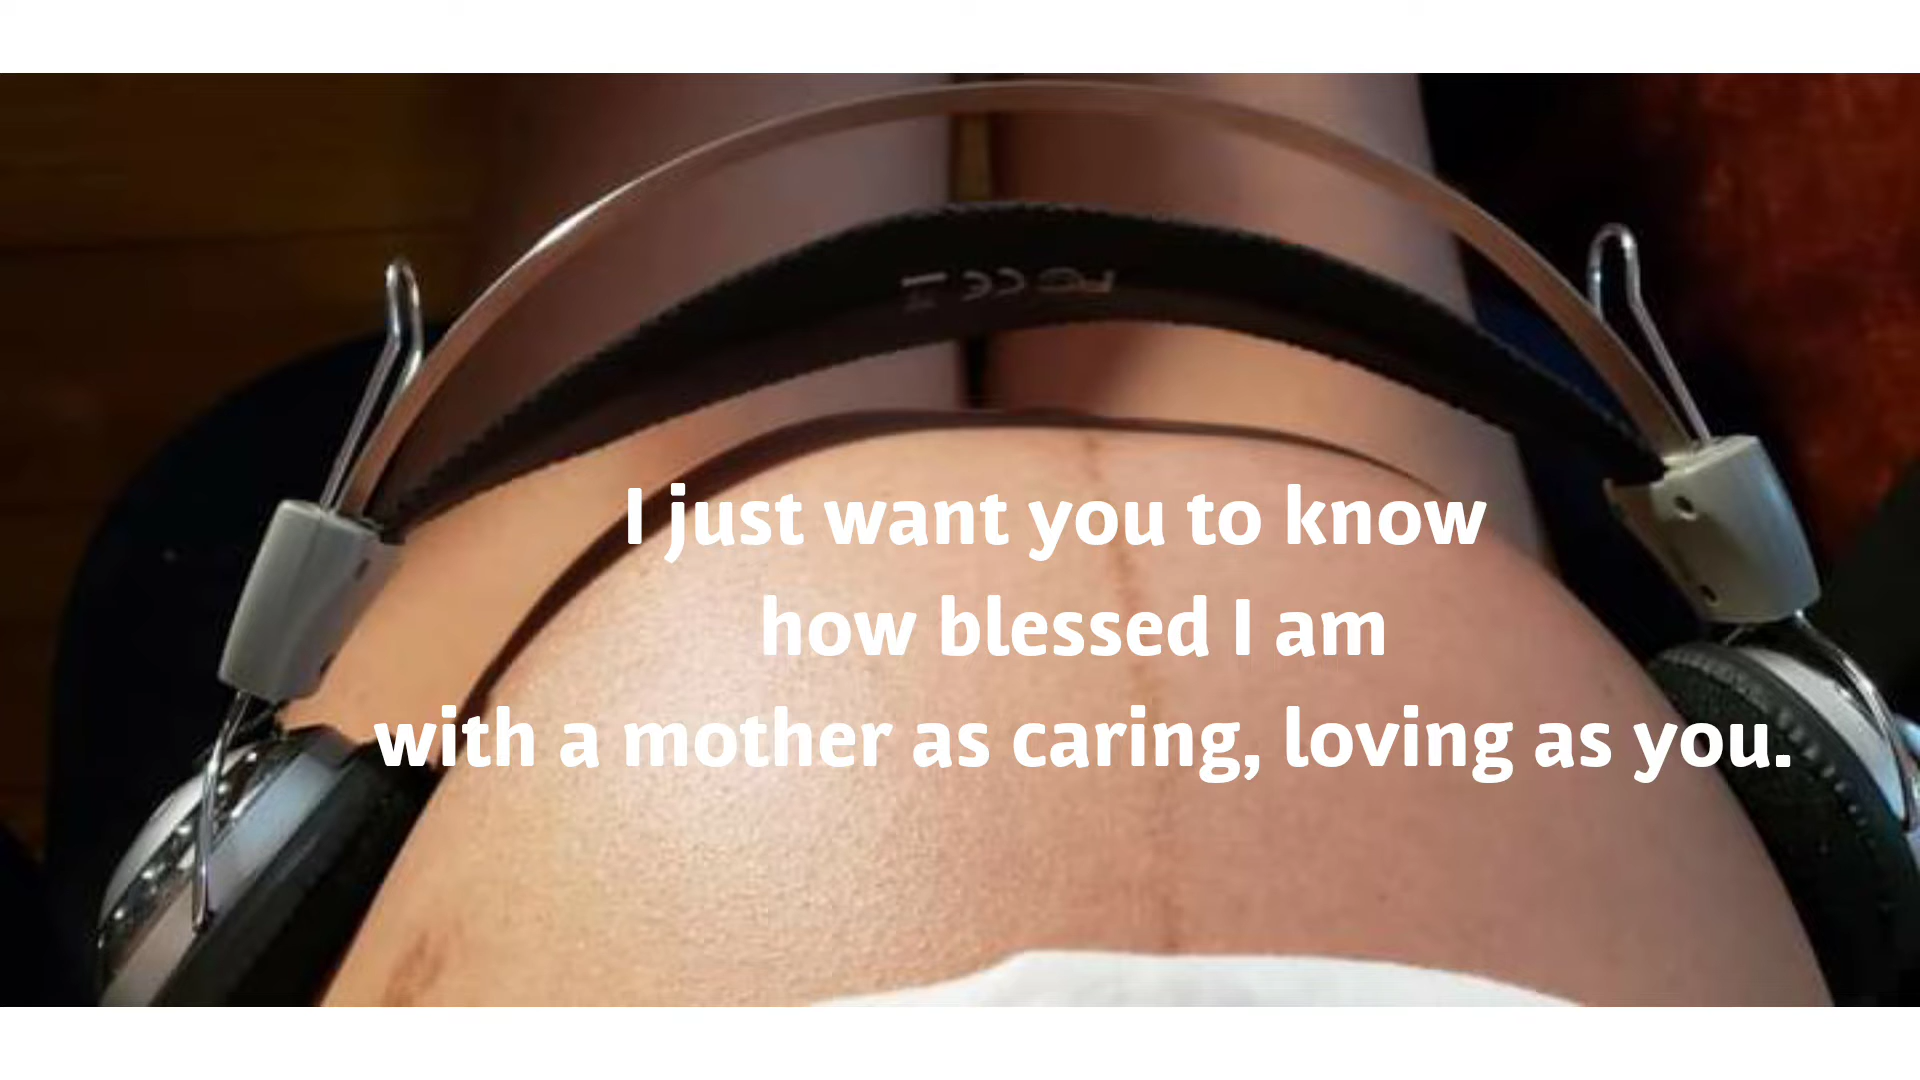 I just want you to know
how blessed I am
with a mother as caring, loving as you.